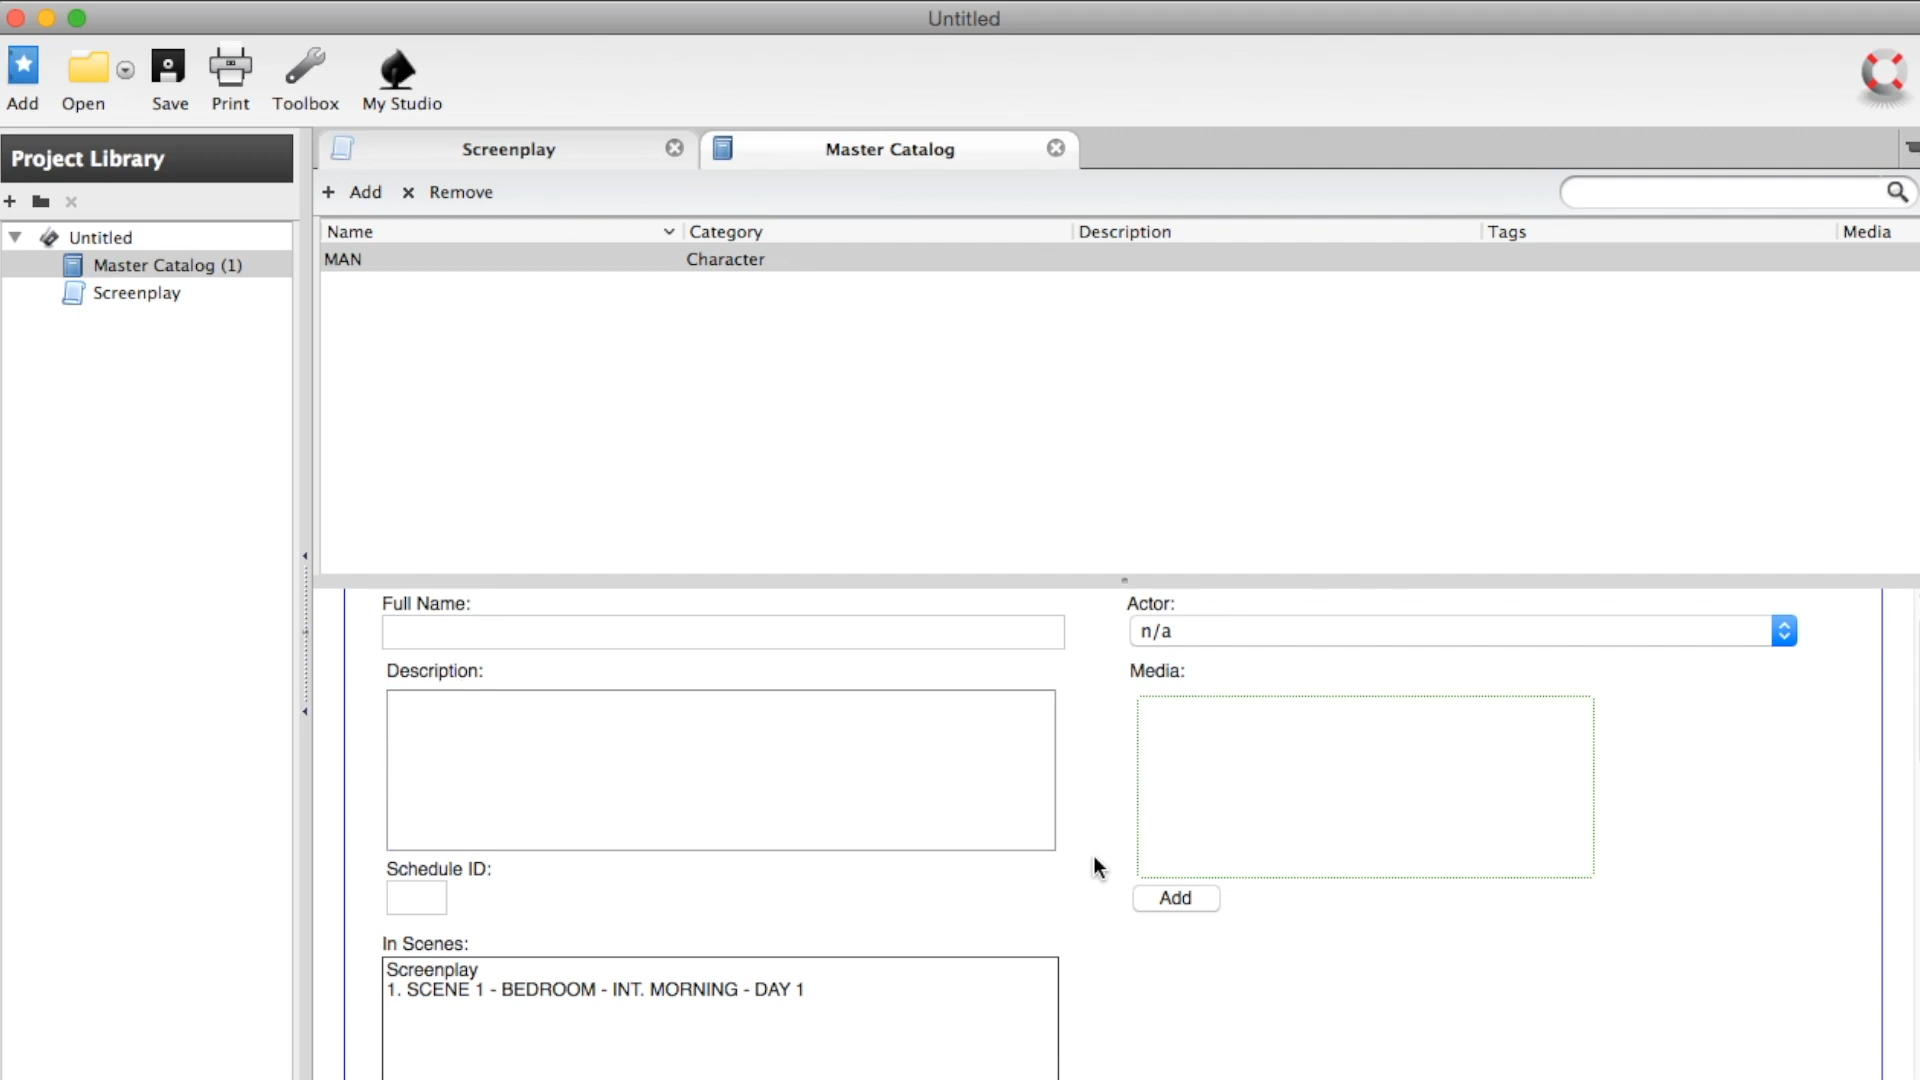 Untitled
Add Open Save Print Toolbox My Studio
Project Library
Screenplay Master Catalog
+ Add × Remove
Name Category Description Tags Media
MAN Character
Untitled
Master Catalog (1)
Screenplay
Full Name: Actor:
n/a
Description: Media:
Schedule ID:
Add
In Scenes:
Screenplay
1. SCENE 1 - BEDROOM - INT. MORNING - DAY 1